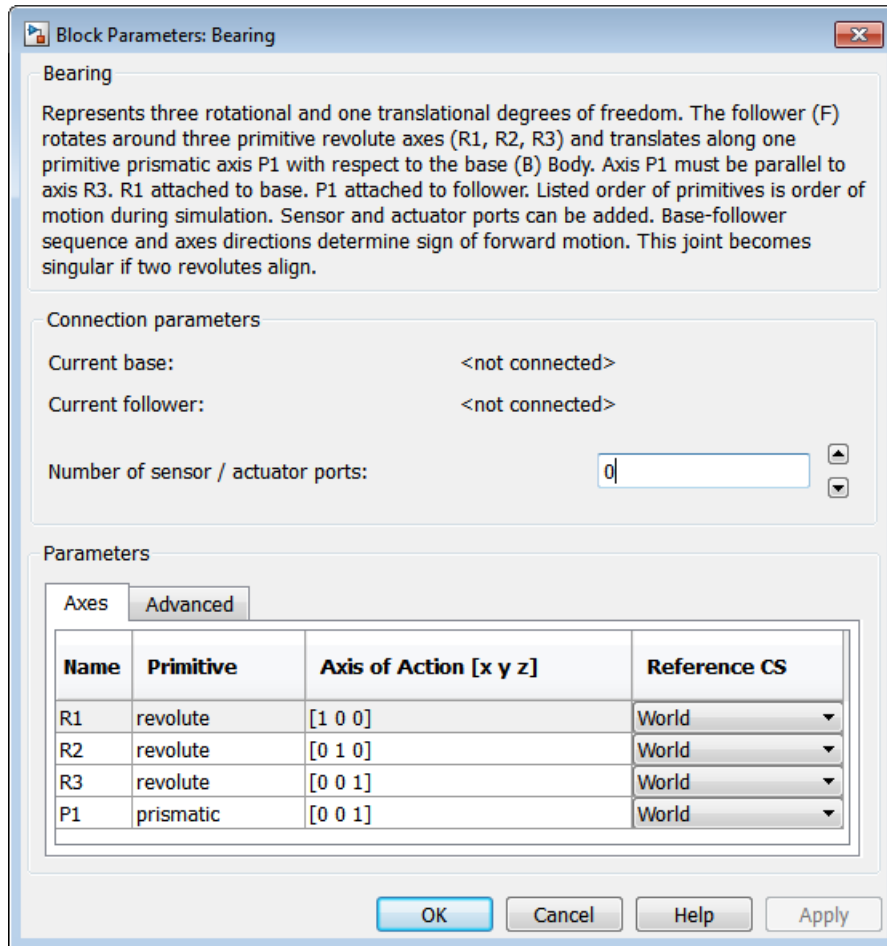 Block Parameters: Bearing
Bearing
Represents three rotational and one translational degrees of freedom. The follower (F)
rotates around three primitive revolute axes (R1, R2, R3) and translates along one
primitive prismatic axis P1 with respect to the base (B) Body. Axis P1 must be parallel to
axis R3. R1 attached to base. P1 attached to follower. Listed order of primitives is order of
motion during simulation. Sensor and actuator ports can be added. Base-follower
sequence and axes directions determine sign of forward motion. This joint becomes
singular if two revolutes align.
Connection parameters
Current base: <not connected>
Current follower: <not connected>
Number of sensor / actuator ports: 0
Parameters
Axes Advanced
Name Primitive Axis of Action [x y z] Reference CS
R1 revolute [1 0 0] World
R2 revolute [0 1 0] World
R3 revolute [0 0 1] World
P1 prismatic [0 0 1] World
OK Cancel Help Apply